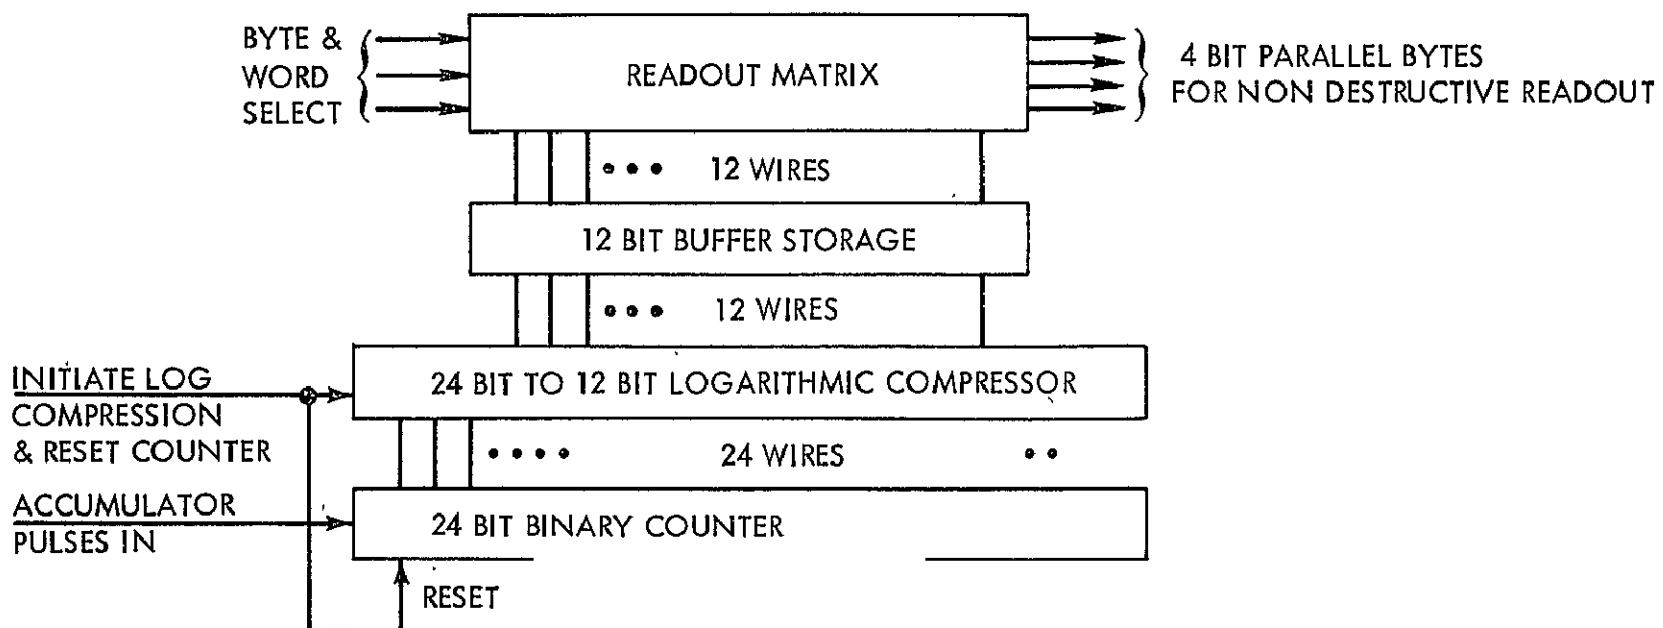 BYTE &
WORD
SELECT
READOUT MATRIX
4 BIT PARALLEL BYTES
FOR NON DESTRUCTIVE READOUT
12 WIRES
12 BIT BUFFER STORAGE
12 WIRES
INITIATE LOG
COMPRESSION
& RESET COUNTER
24 BIT TO 12 BIT LOGARITHMIC COMPRESSOR
24 WIRES
ACCUMULATOR
PULSES IN
24 BIT BINARY COUNTER
RESET